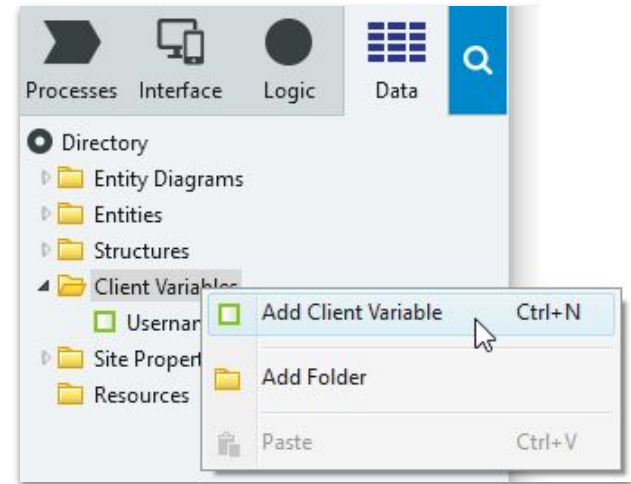 Processes Interface Logic Data
Directory
Entity Diagrams
Entities
Structures
Client Variables
Add Client Variable Ctrl+N
Site
Add Folder
Resources
Paste Ctrl+V